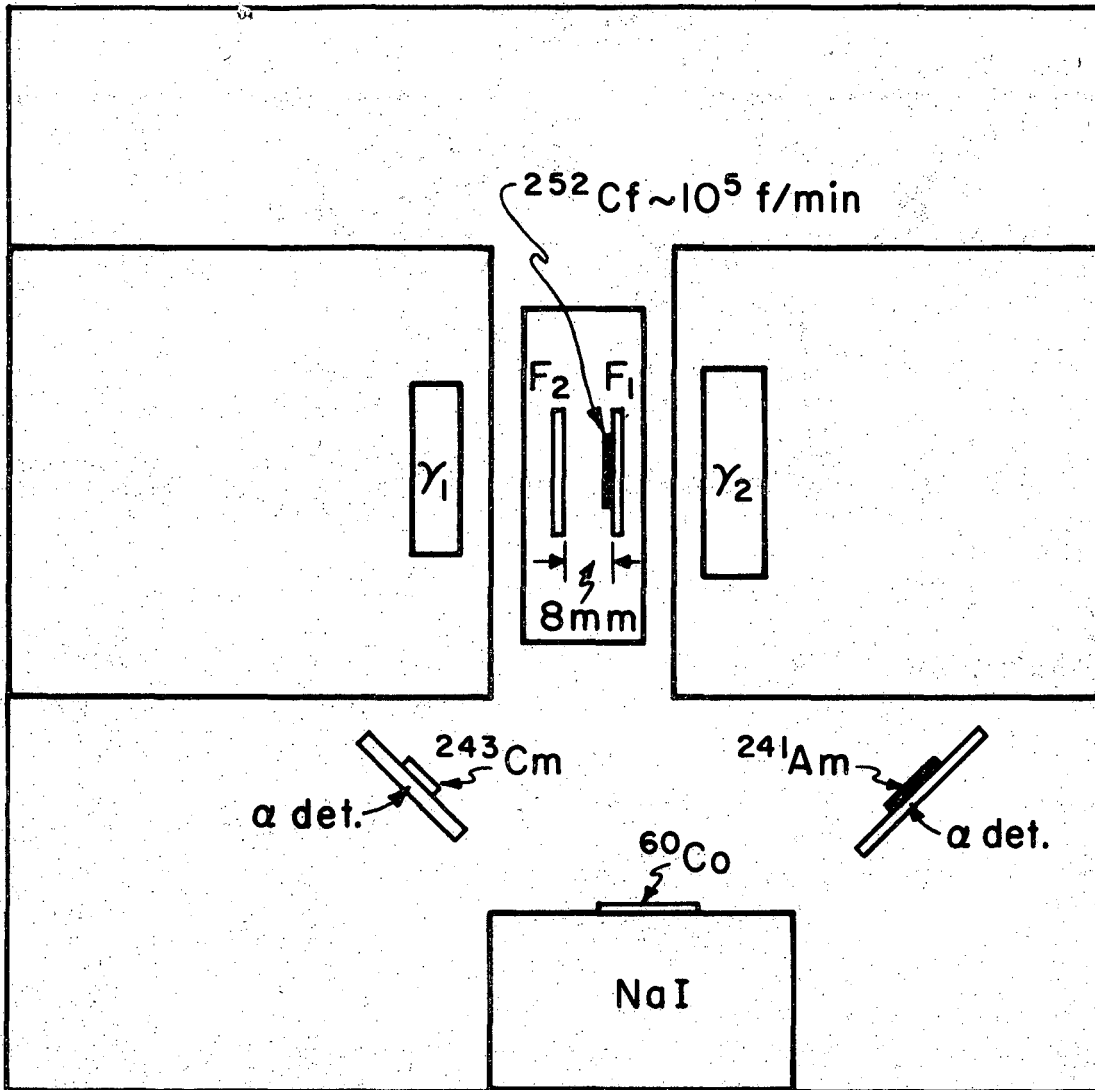 ²⁵²Cf~10⁵ f/min
F₂ F₁
γ₁
γ₂
8mm
²⁴³Cm
²⁴¹Am
α det.
α det.
⁶⁰Co
NaI